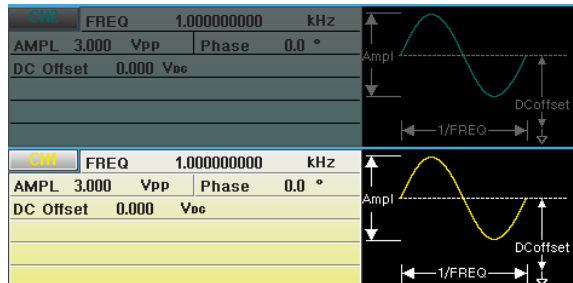 CH2 FREQ 1.000000000 kHz
AMPL 3.000 Vpp Phase 0.0 °
DC Offset 0.000 VDC
Ampl
DCoffset
1/FREQ
CH1 FREQ 1.000000000 kHz
AMPL 3.000 Vpp Phase 0.0 °
DC Offset 0.000 VDC
Ampl
DCoffset
1/FREQ